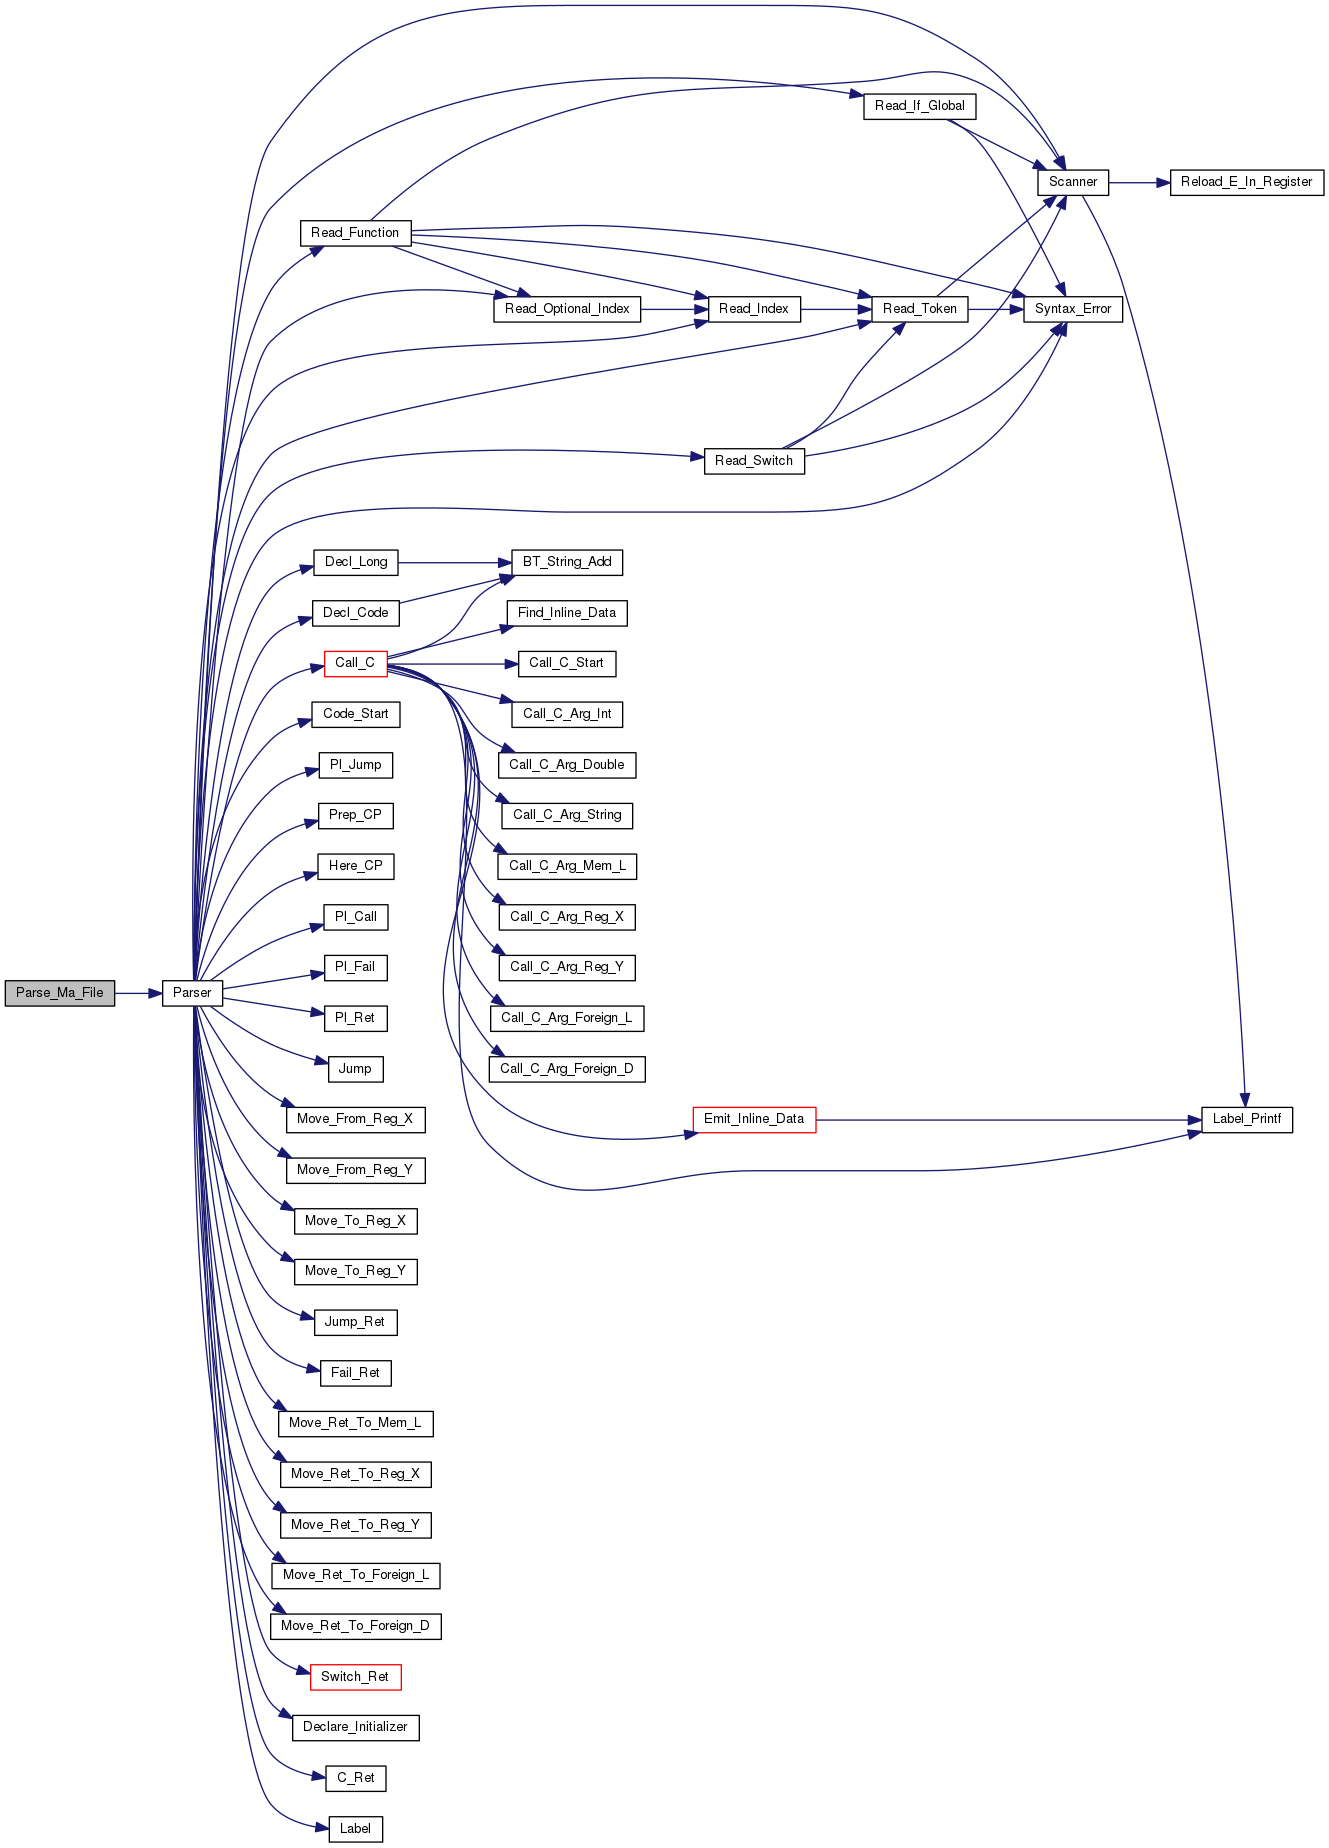 Read_If_Global
Scanner
Reload_E_In_Register
Read_Function
Read_Optional_Index
Read_Index
Read_Token
Syntax_Error
Read_Switch
Decl_Long
BT_String_Add
Decl_Code
Find_Inline_Data
Call_C
Call_C_Start
Code_Start
Call_C_Arg_Int
Pl_Jump
Call_C_Arg_Double
Prep_CP
Call_C_Arg_String
Here_CP
Call_C_Arg_Mem_L
Pl_Call
Call_C_Arg_Reg_X
Pl_Fail
Call_C_Arg_Reg_Y
Parse_Ma_File
Parser
Pl_Ret
Call_C_Arg_Foreign_L
Jump
Call_C_Arg_Foreign_D
Move_From_Reg_X
Emit_Inline_Data
Label_Printf
Move_From_Reg_Y
Move_To_Reg_X
Move_To_Reg_Y
Jump_Ret
Fail_Ret
Move_Ret_To_Mem_L
Move_Ret_To_Reg_X
Move_Ret_To_Reg_Y
Move_Ret_To_Foreign_L
Move_Ret_To_Foreign_D
Switch_Ret
Declare_Initializer
C_Ret
Label